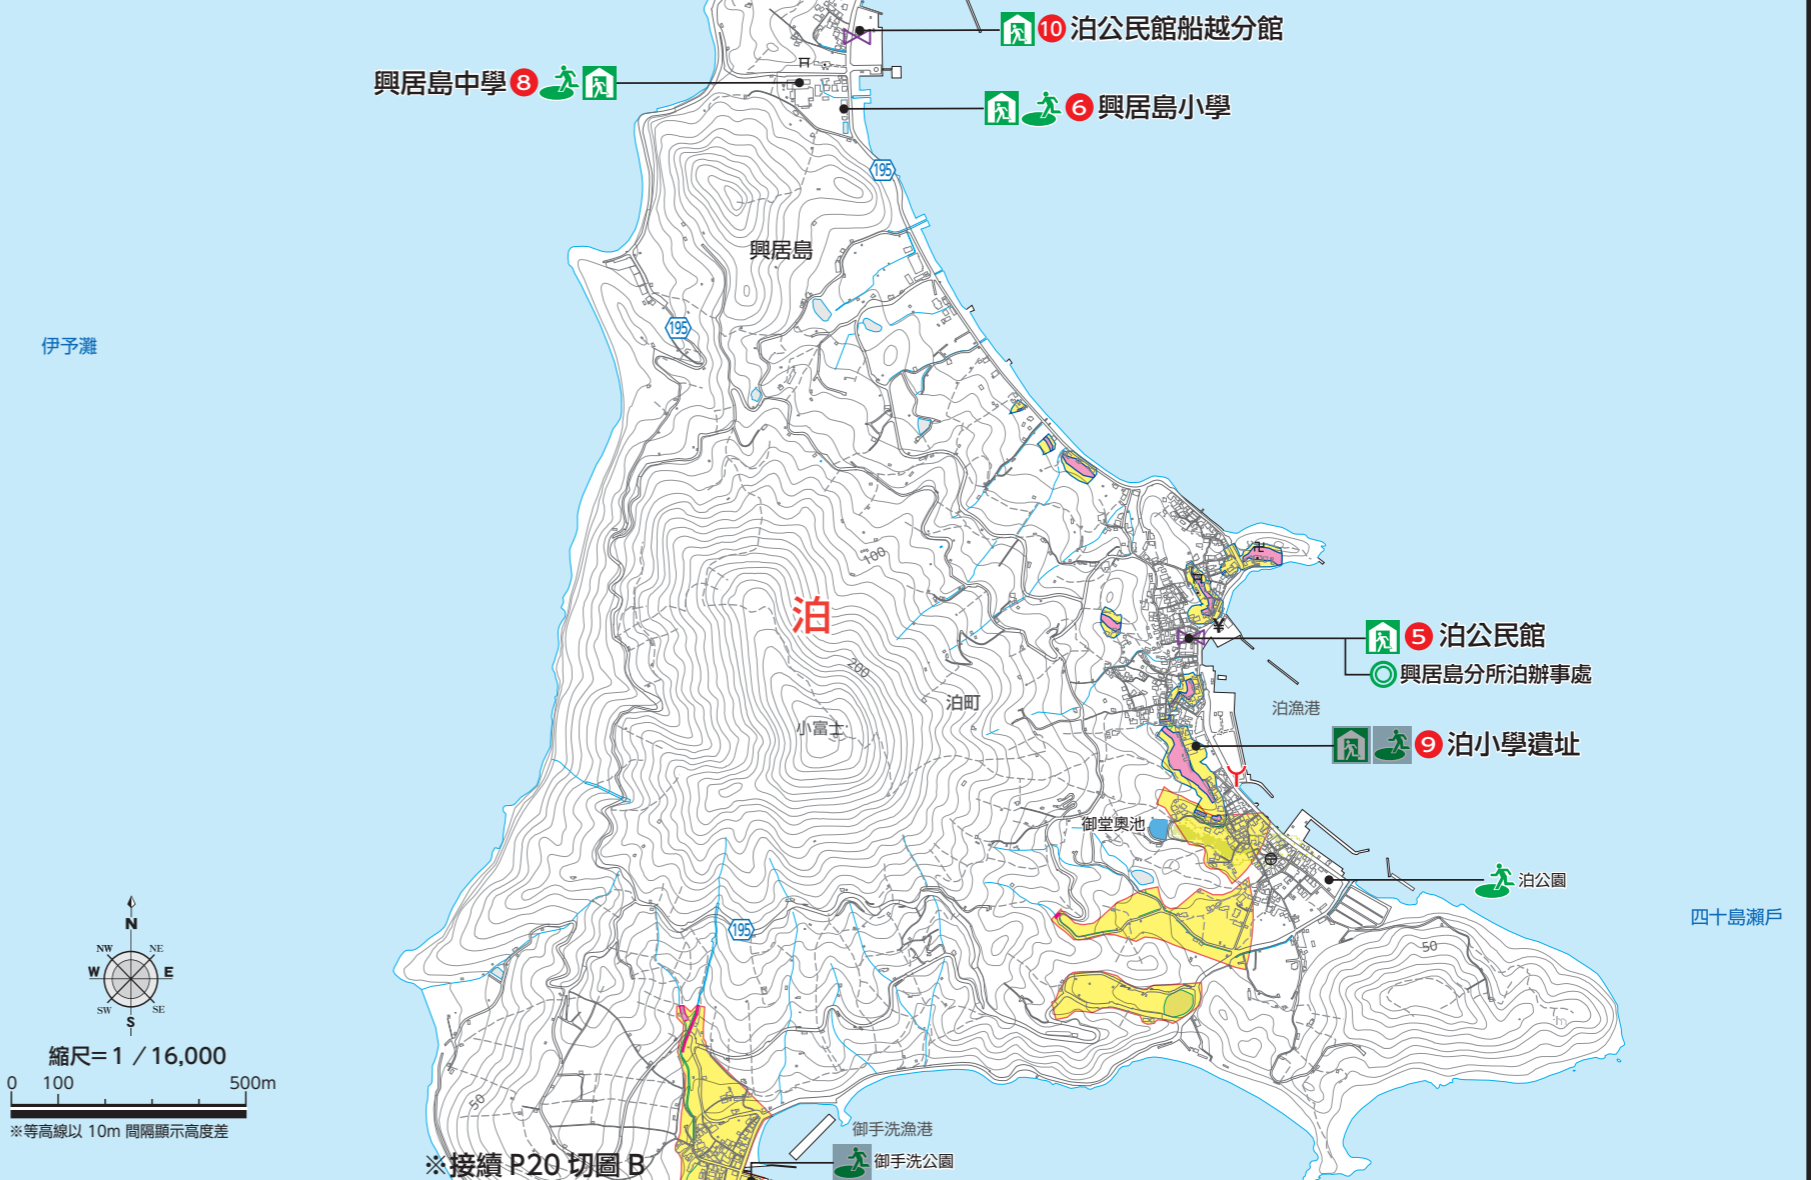 10 泊公民館船越分館
興居島中學 8
6 興居島小學
195
興居島
195
伊予灘
100
泊
200
小富士
泊町
5 泊公民館
興居島分所泊辦事處
泊漁港
9 泊小學遺址
御堂奧池
泊公園
四十島瀨戶
50
195
N
NW NE
W E
SW SE
S
縮尺=1/16,000
0 100 500m
※等高線以 10m 間隔顯示高度差
50
御手洗漁港
※接續 P20 切圖 B
御手洗公園